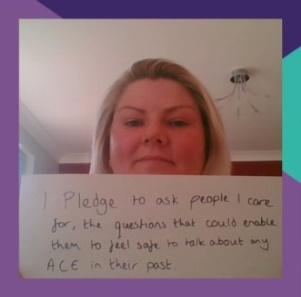 I Pledge to ask people I care
for, the questions that could enable
them to feel safe to talk about any
ACE in their past.